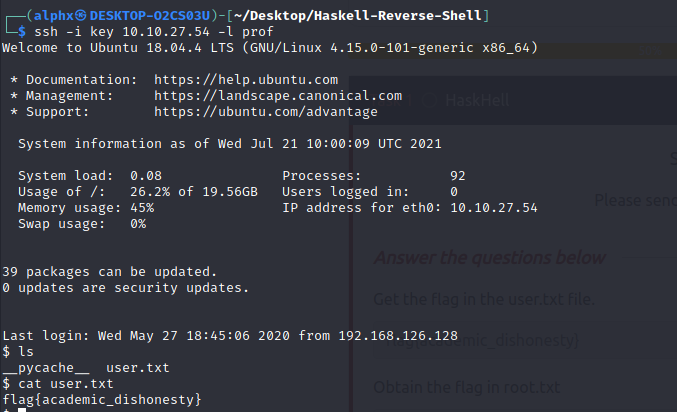 ┌──(alphx㉿DESKTOP-O2CS03U)-[~/Desktop/Haskell-Reverse-Shell]
└─$ ssh -i key 10.10.27.54 -l prof
Welcome to Ubuntu 18.04.4 LTS (GNU/Linux 4.15.0-101-generic x86_64)
* Documentation: https://help.ubuntu.com
* Management: https://landscape.canonical.com
* Support: https://ubuntu.com/advantage
HaskHell
System information as of Wed Jul 21 10:00:09 UTC 2021
System load: 0.08 Processes: 92
Usage of /: 26.2% of 19.56GB Users logged in: 0
Memory usage: 45% IP address for eth0: 10.10.27.54
Swap usage: 0%
Please send
Answer the questions below
39 packages can be updated.
0 updates are security updates.
Get the flag in the user.txt file.
Last login: Wed May 27 18:45:06 2020 from 192.168.126.128
$ ls
__pycache__ user.txt
$ cat user.txt
Obtain the flag in root.txt
flag{academic_dishonesty}
$